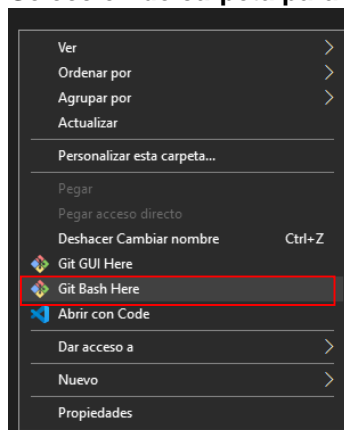 Ver
Ordenar por
Agrupar por
Actualizar
Personalizar esta carpeta...
Pegar
Pegar acceso directo
Deshacer Cambiar nombre Ctrl+Z
Git GUI Here
Git Bash Here
Abrir con Code
Dar acceso a
Nuevo
Propiedades